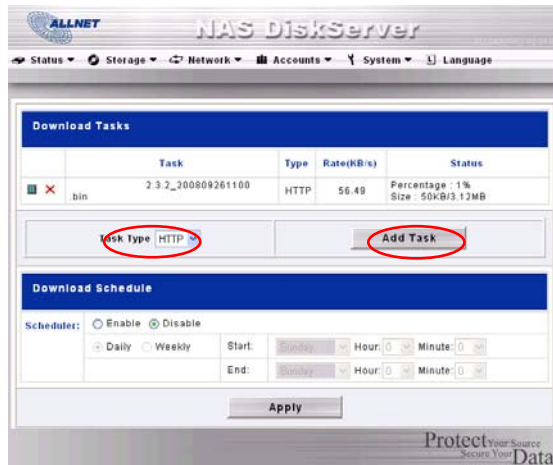 ALLNET
NAS DiskServer
Status Storage Network Accounts System Language
Download Tasks
Task Type Rate(KB/s) Status
2.3.2_200809261100 HTTP 56.49 Percentage : 1%
.bin Size : 50KB/3.12MB
Task Type HTTP Add Task
Download Schedule
Scheduler: Enable Disable
Daily Weekly Start: Sunday Hour: 0 Minute: 0
End: Sunday Hour: 0 Minute: 0
Apply
Protect Your Source
Secure Your Data